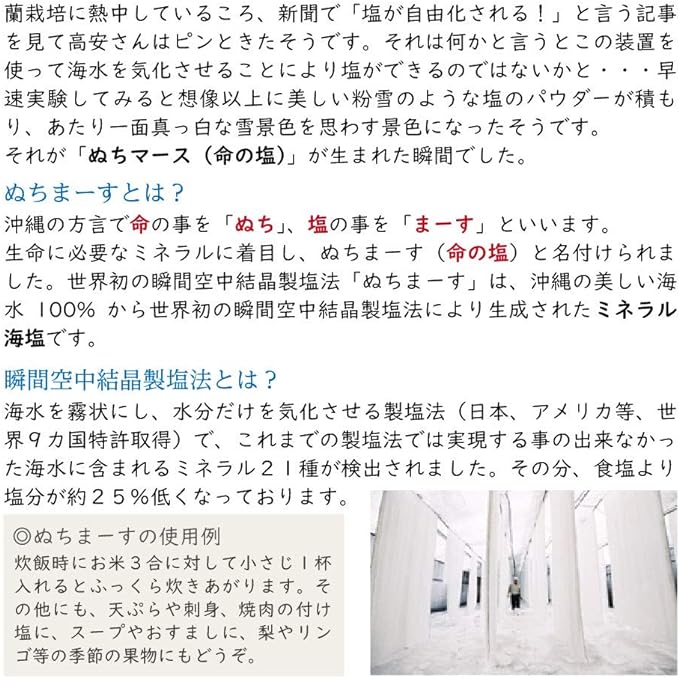 蘭栽培に熱中しているころ、新聞で「塩が自由化される！」と言う記事
を見て高安さんはピンときたそうです。それは何かと言うとこの装置を
使って海水を気化させることにより塩ができるのではないかと・・・早
速実験してみると想像以上に美しい粉雪のような塩のパウダーが積も
り、あたり一面真っ白な雪景色を思わす景色になったそうです。
それが「ぬちマース（命の塩）」が生まれた瞬間でした。
ぬちまーすとは？
沖縄の方言で命の事を「ぬち」、塩の事を「まーす」といいます。
生命に必要なミネラルに着目し、ぬちまーす（命の塩）と名付けられま
した。世界初の瞬間空中結晶製塩法「ぬちまーす」は、沖縄の美しい海
水 100% から世界初の瞬間空中結晶製塩法により生成されたミネラル
海塩です。
瞬間空中結晶製塩法とは？
海水を霧状にし、水分だけを気化させる製塩法（日本、アメリカ等、世
界９カ国特許取得）で、これまでの製塩法では実現する事の出来なかっ
た海水に含まれるミネラル２１種が検出されました。その分、食塩より
塩分が約２５％低くなっております。
◎ぬちまーすの使用例
炊飯時にお米３合に対して小さじ１杯
入れるとふっくら炊きあがります。そ
の他にも、天ぷらや刺身、焼肉の付け
塩に、スープやおすましに、梨やリン
ゴ等の季節の果物にもどうぞ。